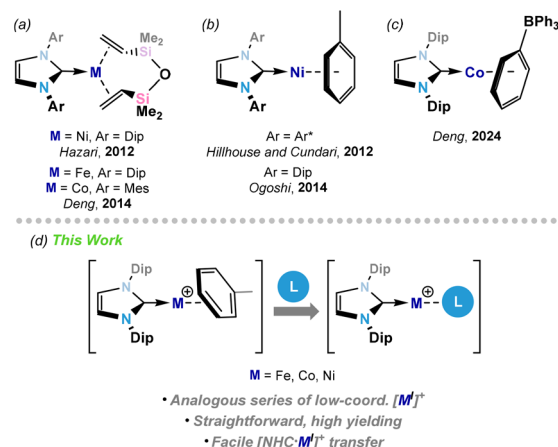 (a)
Ar
N
N
Ar
M
Me₂
Si
O
Si
Me₂
M = Ni, Ar = Dip
Hazari, 2012
M = Fe, Ar = Dip
M = Co, Ar = Mes
Deng, 2014
(b)
Ar
N
N
Ar
Ni
Ar = Ar*
Hillhouse and Cundari, 2012
Ar = Dip
Ogoshi, 2014
(c)
Dip
N
N
Dip
Co
BPh₃
Deng, 2024
(d) This Work
Dip
N
N
Dip
M
⊕
L
Dip
N
N
Dip
M
⊕
L
M = Fe, Co, Ni
• Analogous series of low-coord. [Mᴵ]⁺
• Straightforward, high yielding
• Facile [NHC·Mᴵ]⁺ transfer